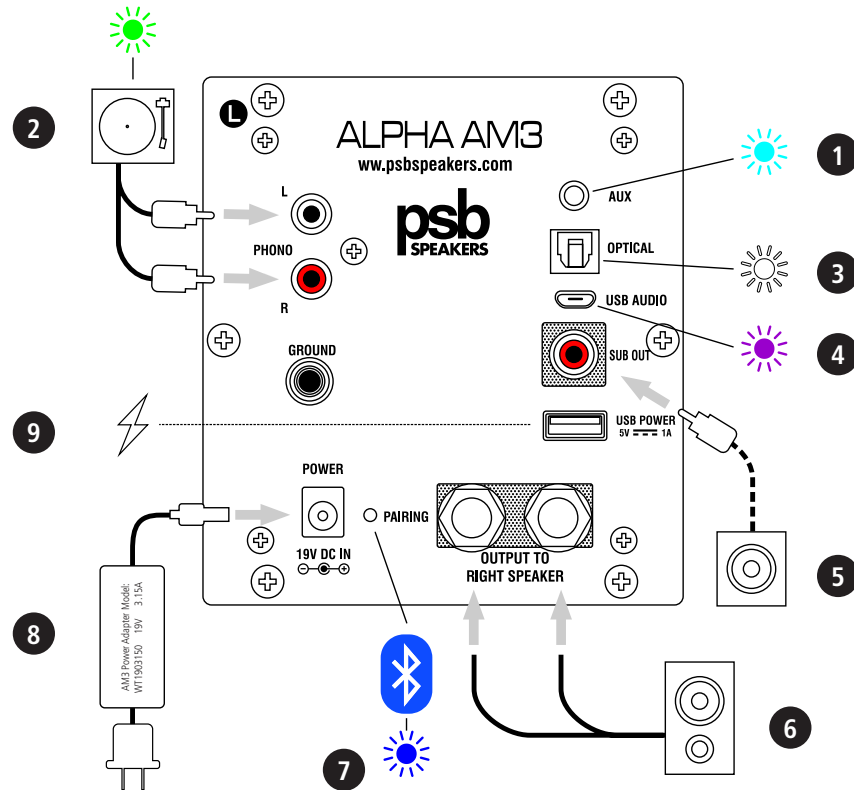 L
ALPHA AM3
ww.psbspeakers.com
psb
SPEAKERS
1
2
3
4
5
6
7
8
9
L
PHONO
R
GROUND
AUX
OPTICAL
USB AUDIO
SUB OUT
USB POWER
5V 1A
POWER
19V DC IN
PAIRING
OUTPUT TO
RIGHT SPEAKER
AM3 Power Adapter Model:
WT1903150 19V 3.15A